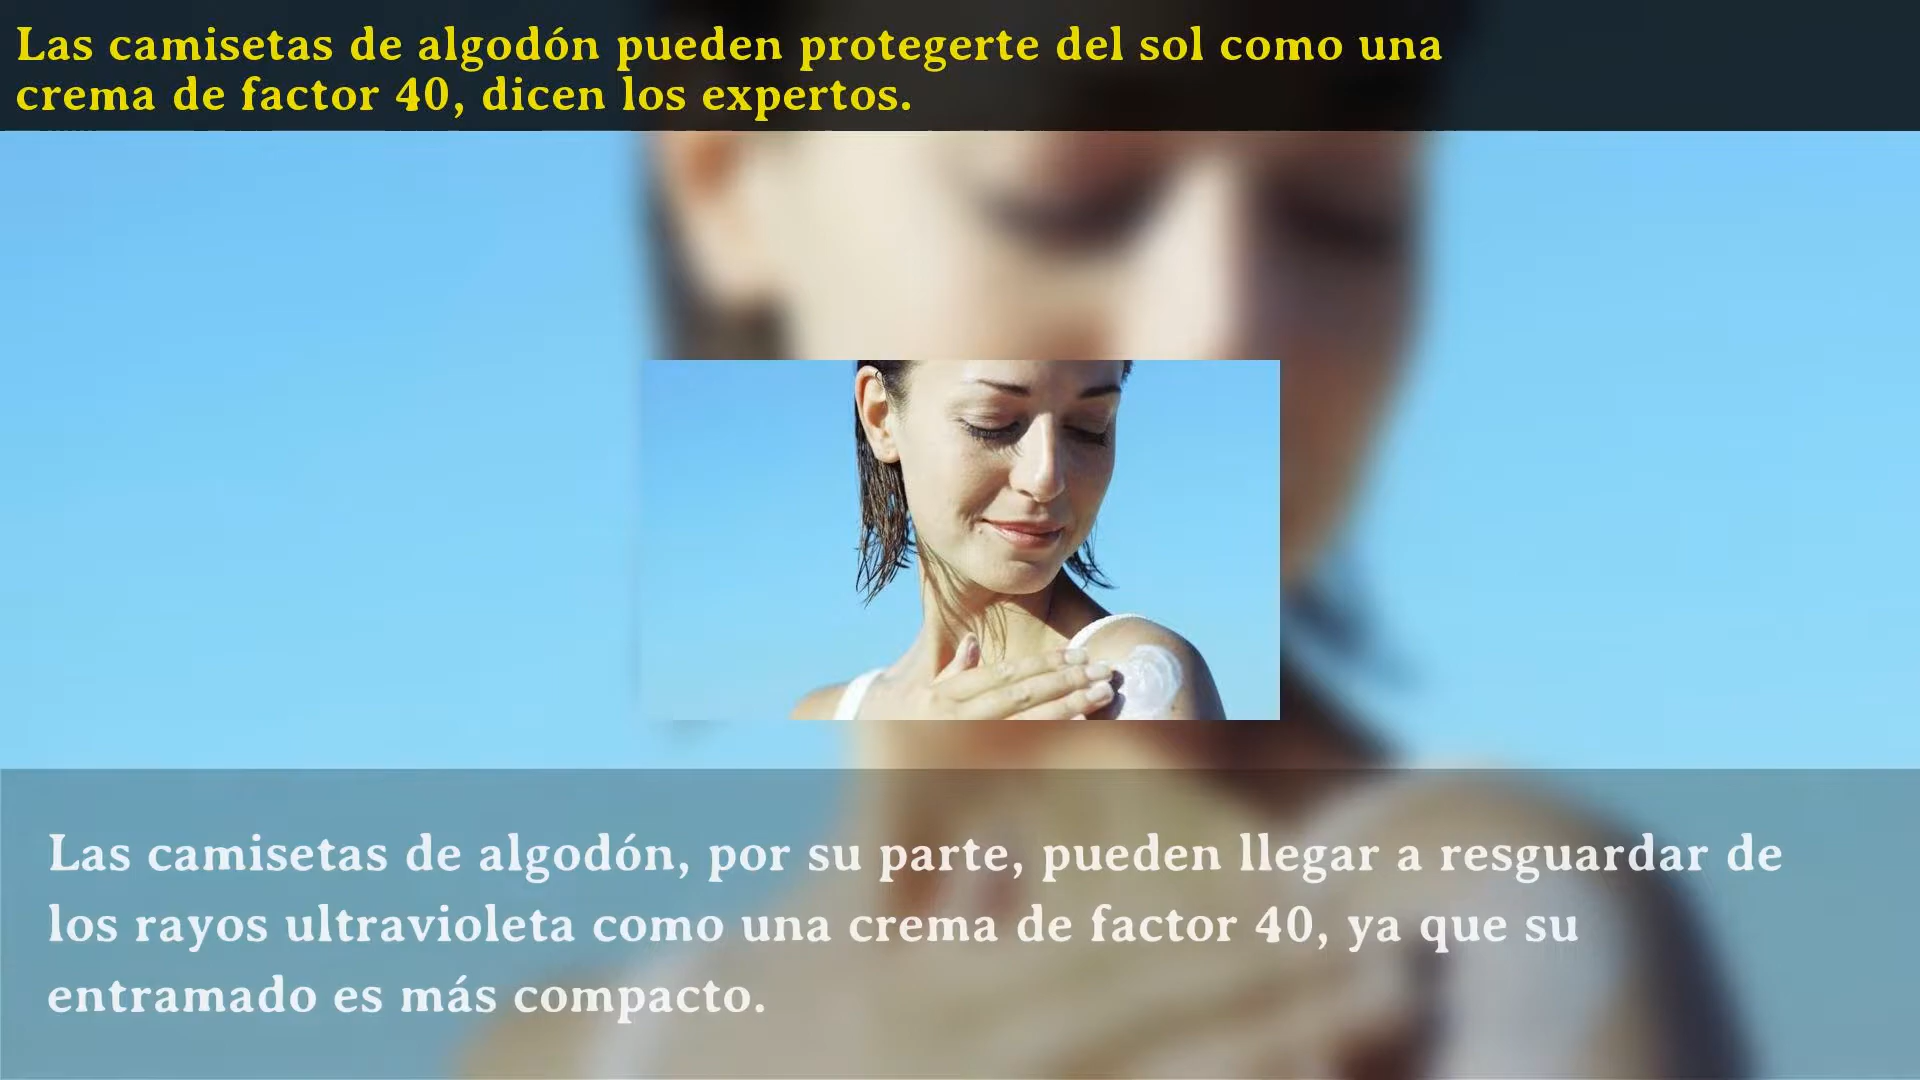 Las camisetas de algodón pueden protegerte del sol como una
crema de factor 40, dicen los expertos.
Las camisetas de algodón, por su parte, pueden llegar a resguardar de
los rayos ultravioleta como una crema de factor 40, ya que su
entramado es más compacto.